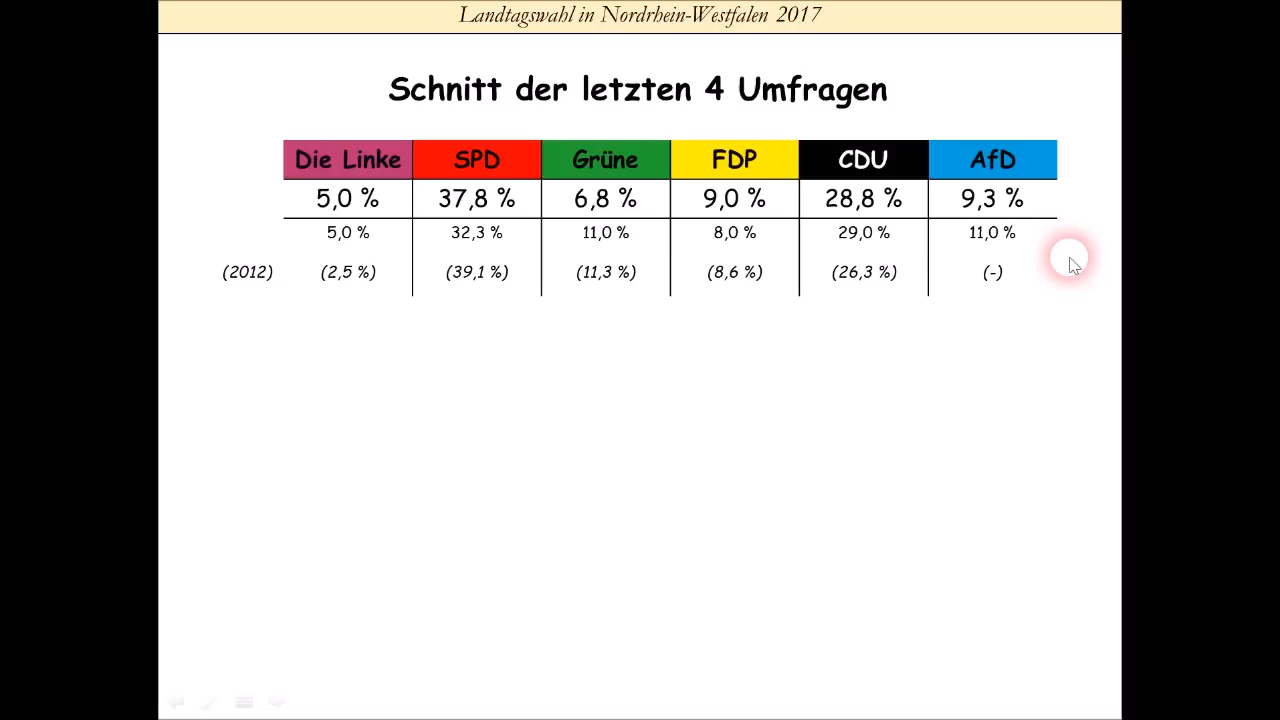 Landtagswahl in Nordrhein-Westfalen 2017
Schnitt der letzten 4 Umfragen
Die Linke SPD Grüne FDP CDU AfD
5,0 % 37,8 % 6,8 % 9,0 % 28,8 % 9,3 %
5,0 % 32,3 % 11,0 % 8,0 % 29,0 % 11,0 %
(2012) (2,5 %) (39,1 %) (11,3 %) (8,6 %) (26,3 %) (-)